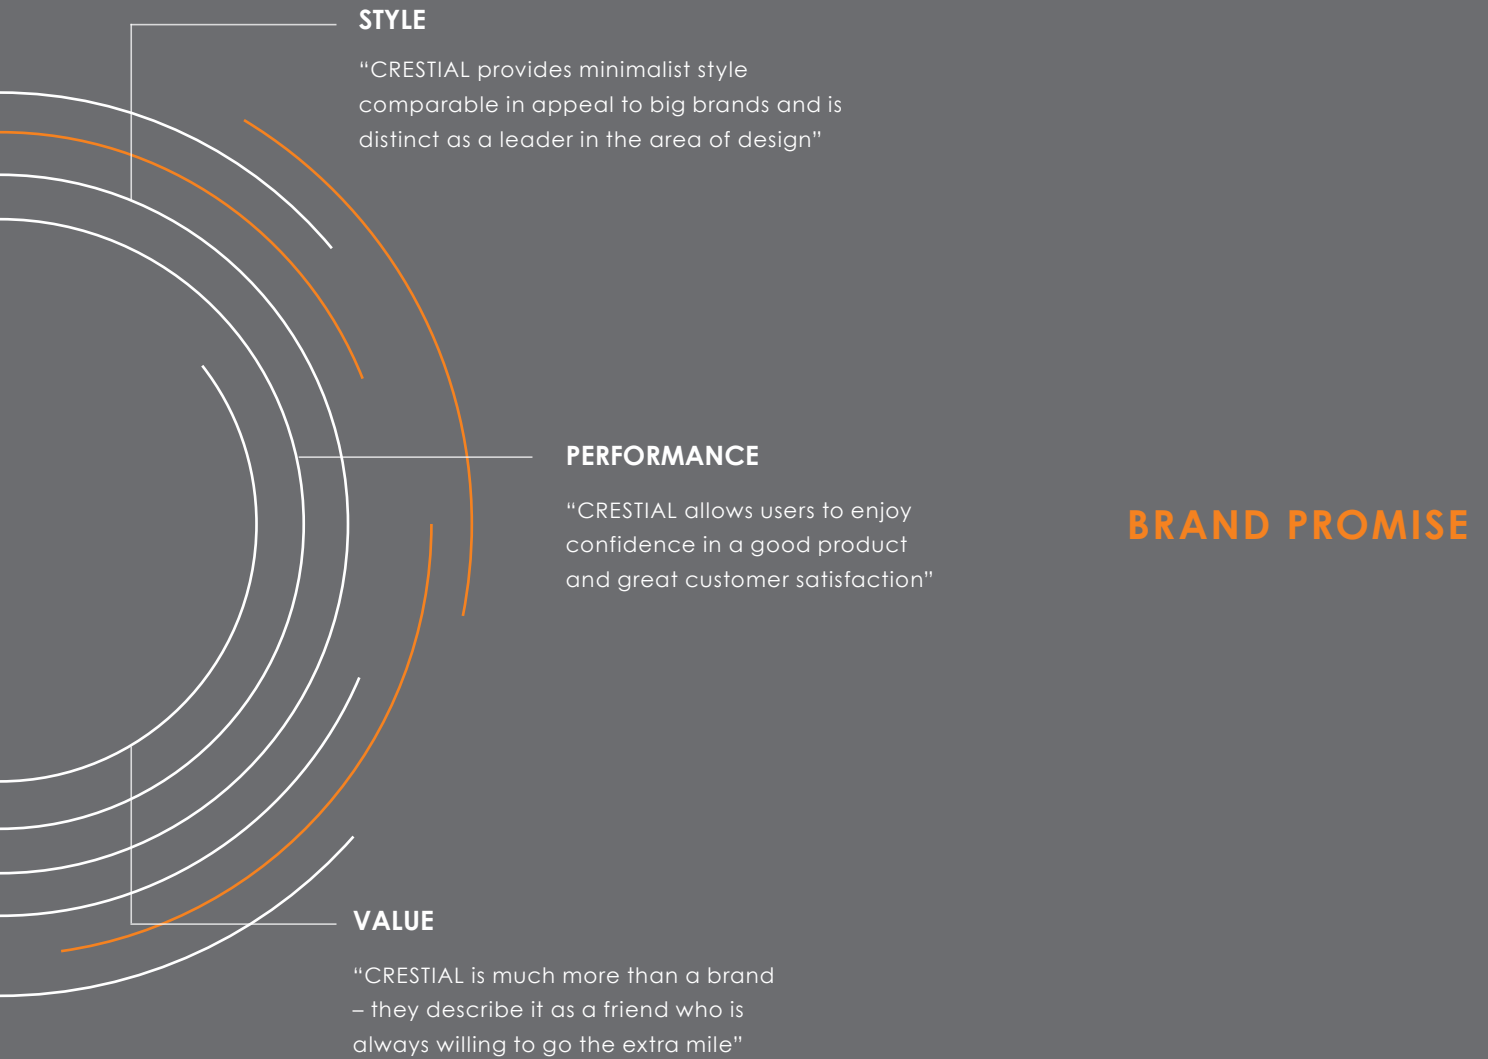 STYLE
“CRESTIAL provides minimalist style
comparable in appeal to big brands and is
distinct as a leader in the area of design”
PERFORMANCE
“CRESTIAL allows users to enjoy
confidence in a good product
and great customer satisfaction”
BRAND PROMISE
VALUE
“CRESTIAL is much more than a brand
– they describe it as a friend who is
always willing to go the extra mile”